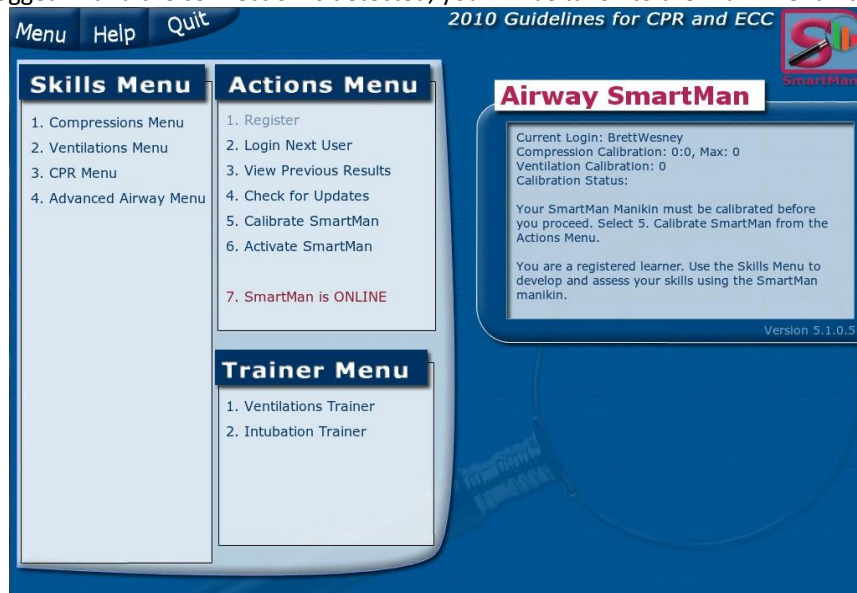 Menu Help Quit
2010 Guidelines for CPR and ECC
SmartMan
Skills Menu
1. Compressions Menu
2. Ventilations Menu
3. CPR Menu
4. Advanced Airway Menu
Actions Menu
1. Register
2. Login Next User
3. View Previous Results
4. Check for Updates
5. Calibrate SmartMan
6. Activate SmartMan
7. SmartMan is ONLINE
Trainer Menu
1. Ventilations Trainer
2. Intubation Trainer
Airway SmartMan
Current Login: BrettWesney
Compression Calibration: 0:0, Max: 0
Ventilation Calibration: 0
Calibration Status:
Your SmartMan Manikin must be calibrated before
you proceed. Select 5. Calibrate SmartMan from the
Actions Menu.
You are a registered learner. Use the Skills Menu to
develop and assess your skills using the SmartMan
manikin.
Version 5.1.0.5